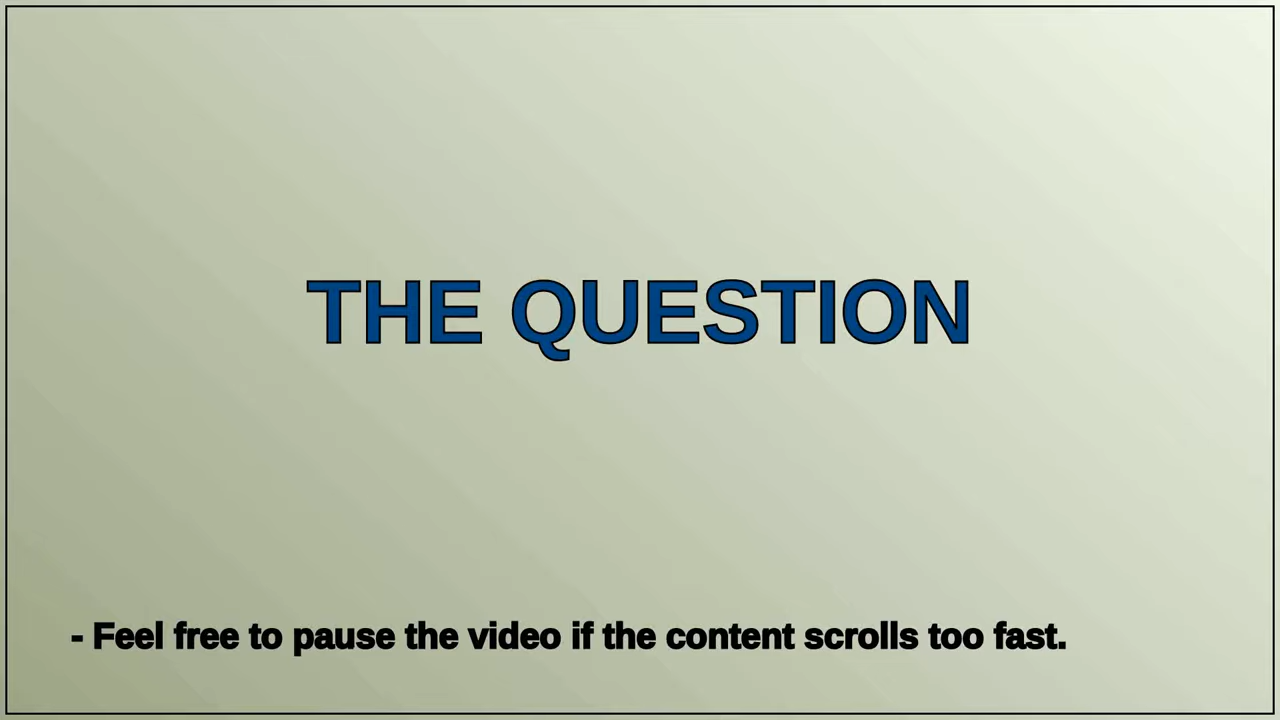 THE QUESTION
- Feel free to pause the video if the content scrolls too fast.